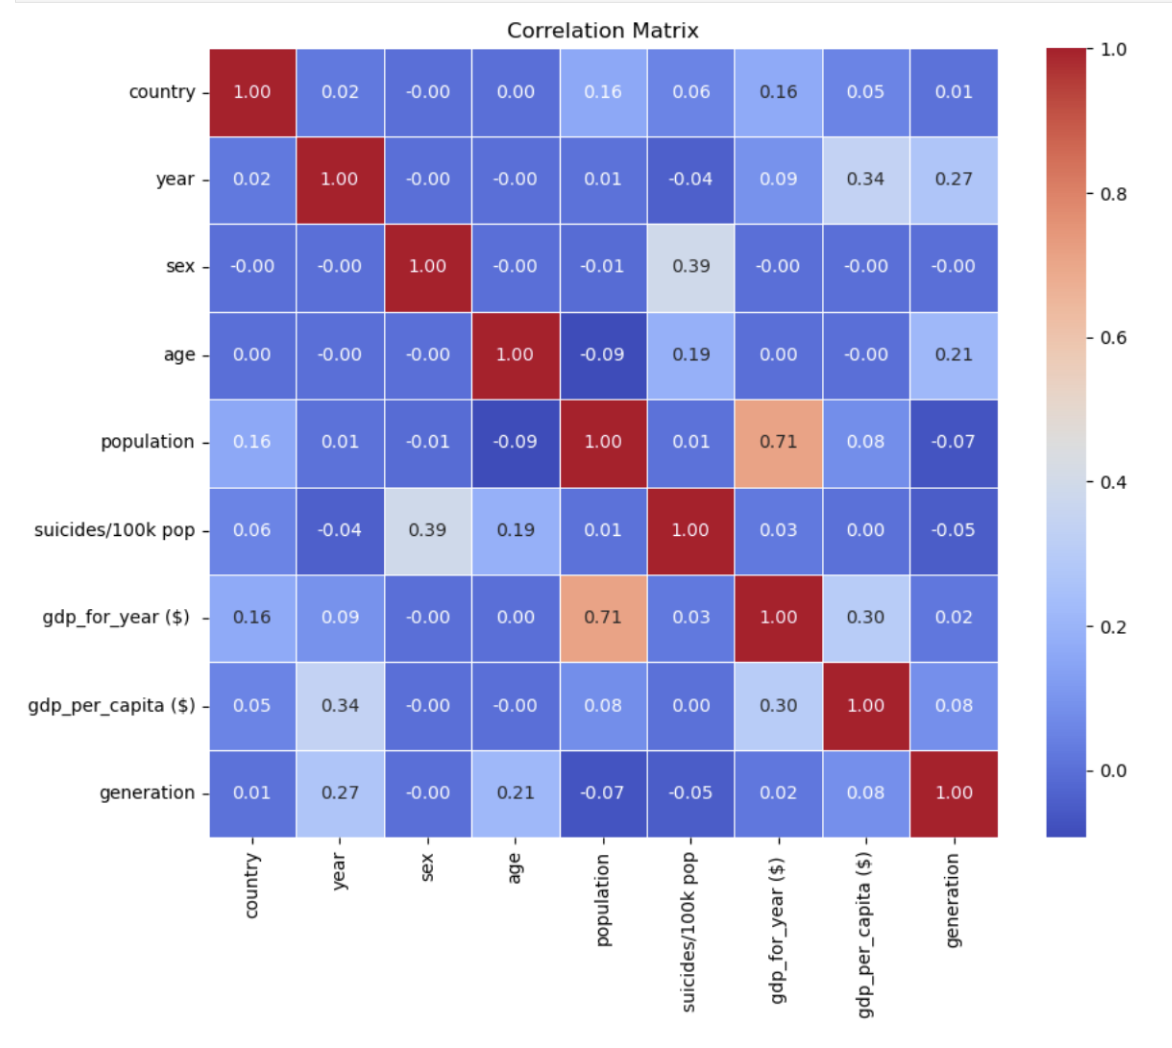 Correlation Matrix
country 1.00 0.02 -0.00 0.00 0.16 0.06 0.16 0.05 0.01
year 0.02 1.00 -0.00 -0.00 0.01 -0.04 0.09 0.34 0.27
sex -0.00 -0.00 1.00 -0.00 -0.01 0.39 -0.00 -0.00 -0.00
age 0.00 -0.00 -0.00 1.00 -0.09 0.19 0.00 -0.00 0.21
population 0.16 0.01 -0.01 -0.09 1.00 0.01 0.71 0.08 -0.07
suicides/100k pop 0.06 -0.04 0.39 0.19 0.01 1.00 0.03 0.00 -0.05
gdp_for_year ($) 0.16 0.09 -0.00 0.00 0.71 0.03 1.00 0.30 0.02
gdp_per_capita ($) 0.05 0.34 -0.00 -0.00 0.08 0.00 0.30 1.00 0.08
generation 0.01 0.27 -0.00 0.21 -0.07 -0.05 0.02 0.08 1.00
country
year
sex
age
population
suicides/100k pop
gdp_for_year ($)
gdp_per_capita ($)
generation
1.0
0.8
0.6
0.4
0.2
0.0